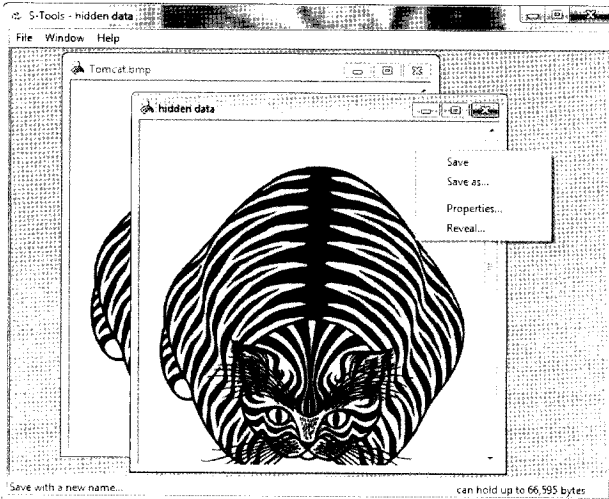 S-Tools - hidden data
File Window Help
Tomcat.bmp
hidden data
Save
Save as...
Properties...
Reveal...
Save with a new name...
can hold up to 66,595 bytes